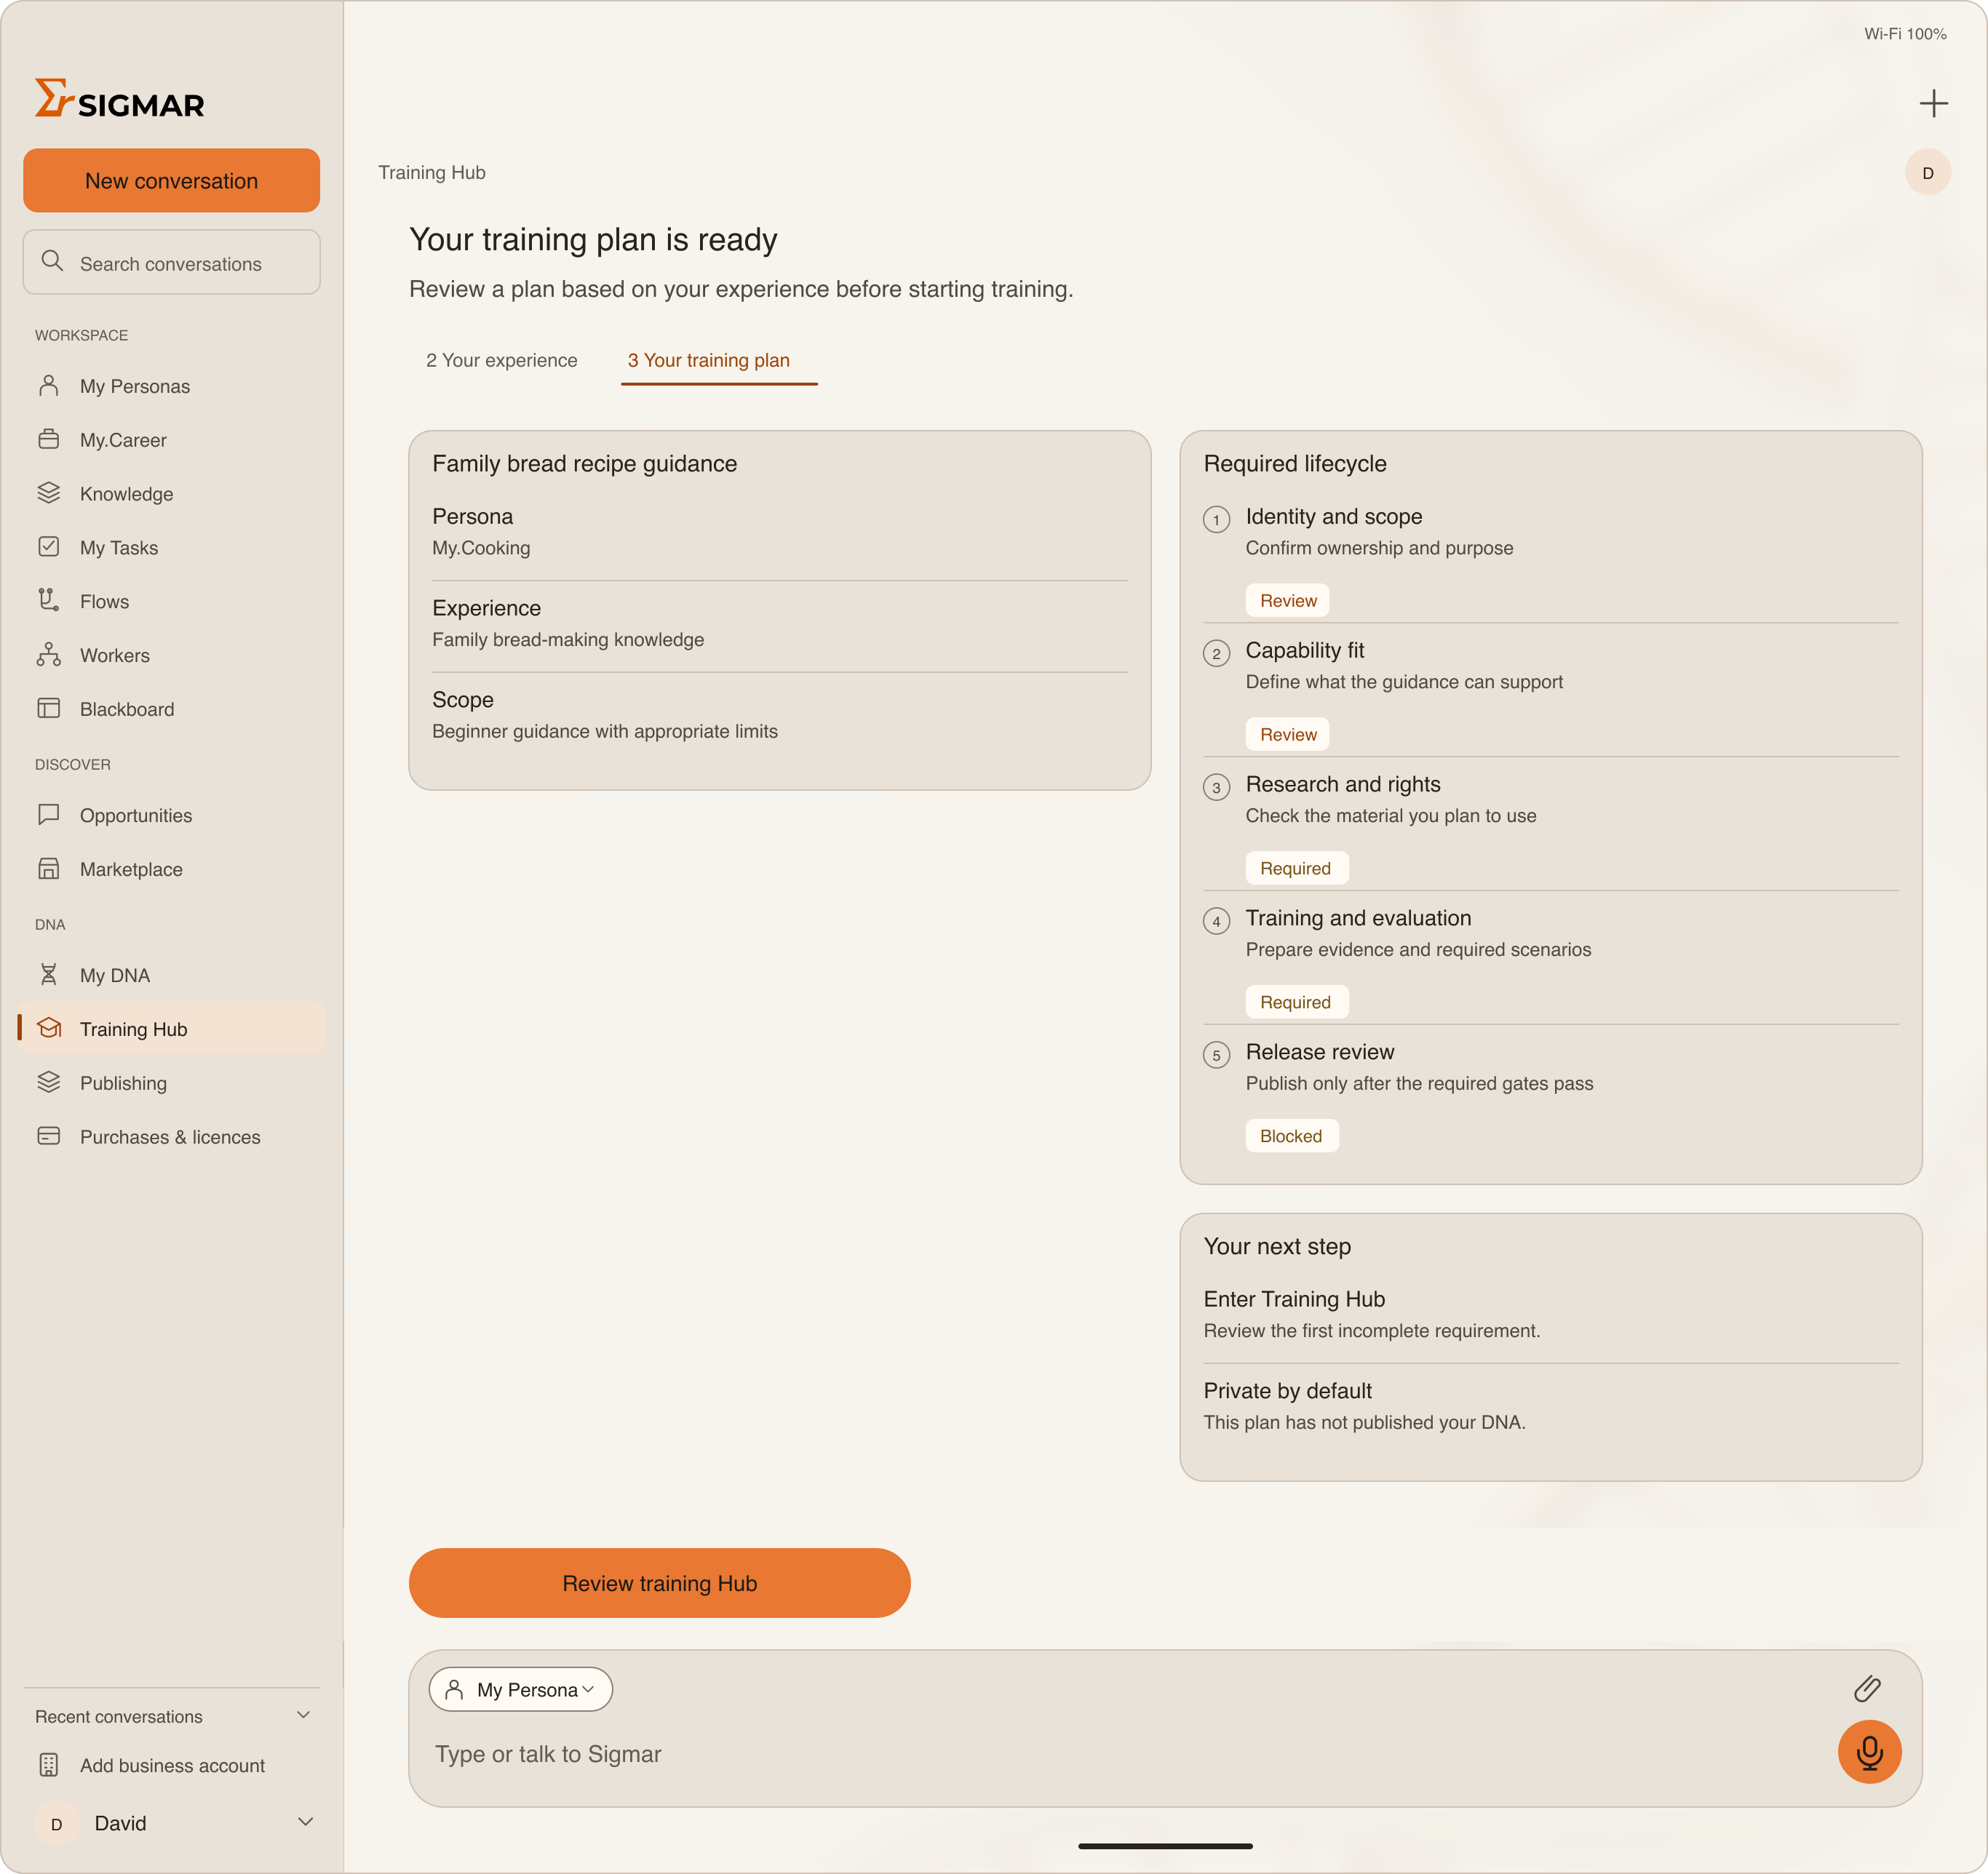 Wi-Fi 100%
SIGMAR
New conversation
Search conversations
WORKSPACE
My Personas
My.Career
Knowledge
My Tasks
Flows
Workers
Blackboard
DISCOVER
Opportunities
Marketplace
DNA
My DNA
Training Hub
Publishing
Purchases & licences
Recent conversations
Add business account
D
David
Training Hub
D
Your training plan is ready
Review a plan based on your experience before starting training.
2 Your experience
3 Your training plan
Family bread recipe guidance
Persona
My.Cooking
Experience
Family bread-making knowledge
Scope
Beginner guidance with appropriate limits
Required lifecycle
1
Identity and scope
Confirm ownership and purpose
Review
2
Capability fit
Define what the guidance can support
Review
3
Research and rights
Check the material you plan to use
Required
4
Training and evaluation
Prepare evidence and required scenarios
Required
5
Release review
Publish only after the required gates pass
Blocked
Your next step
Enter Training Hub
Review the first incomplete requirement.
Private by default
This plan has not published your DNA.
Review training Hub
My Persona
Type or talk to Sigmar